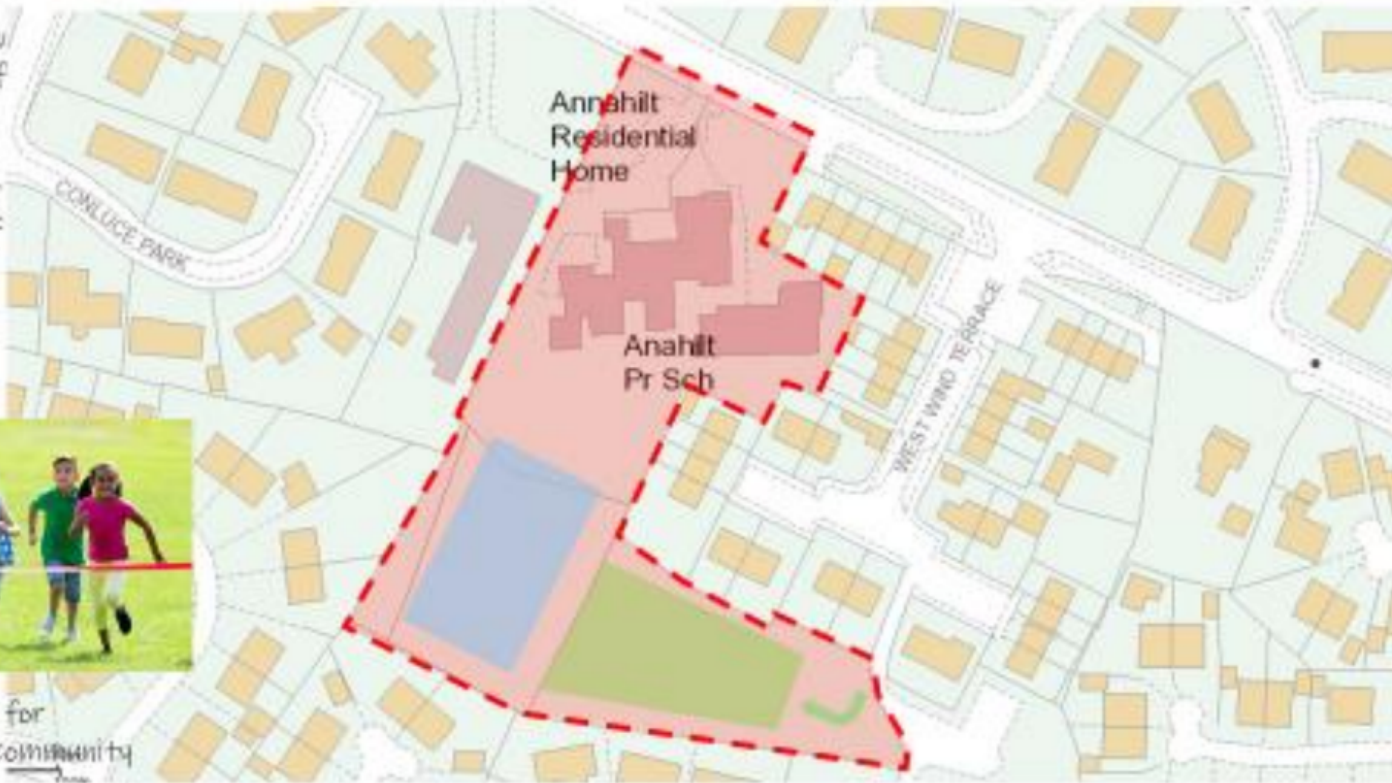 Annahilt
Residential
Home
CONLUCE PARK
Anahilt
Pr Sch
WEST WIND TERRACE
for
community